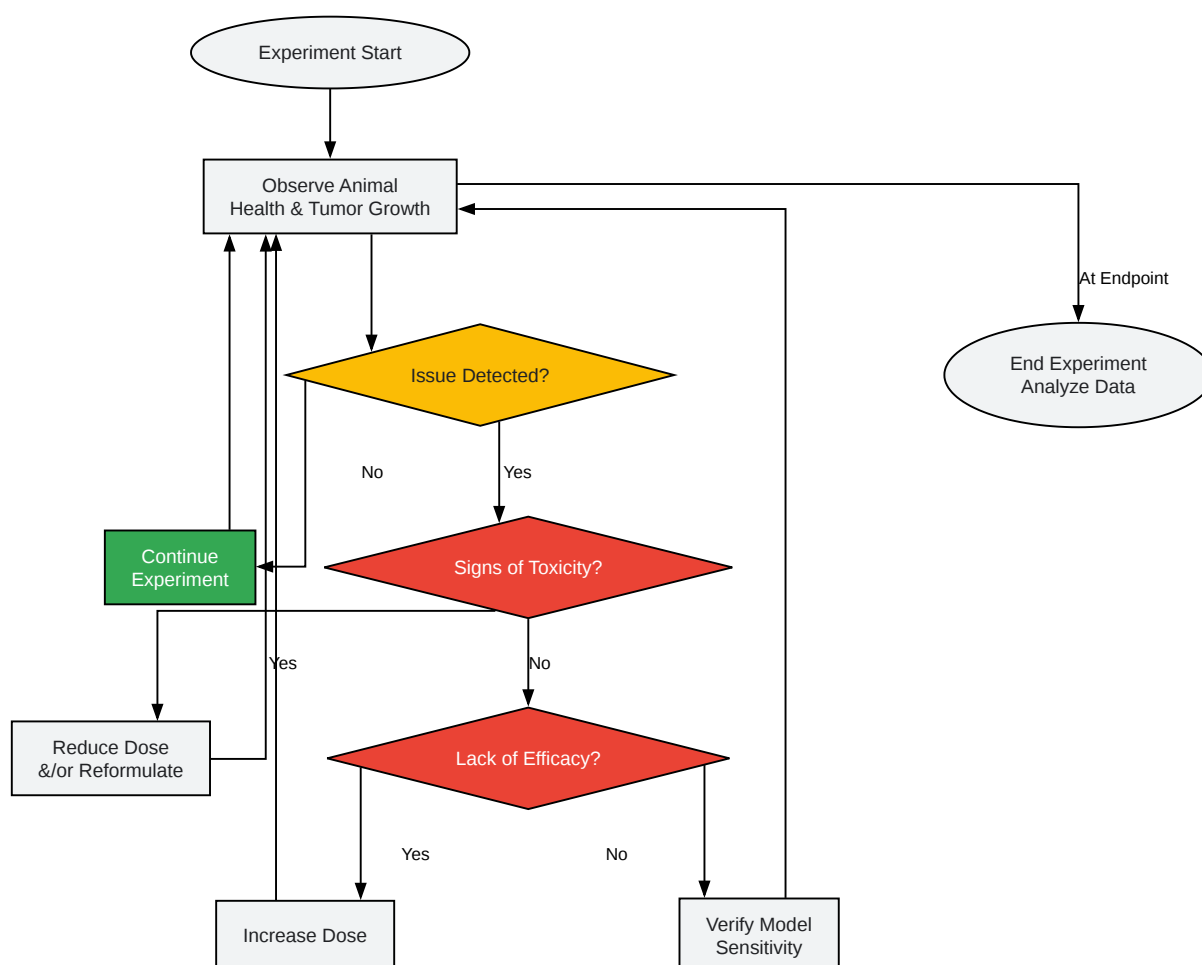 Experiment Start
Observe Animal
Health & Tumor Growth
At Endpoint
End Experiment
Analyze Data
Issue Detected?
No
Yes
Continue
Experiment
Signs of Toxicity?
Yes
No
Reduce Dose
&/or Reformulate
Lack of Efficacy?
Yes
No
Increase Dose
Verify Model
Sensitivity